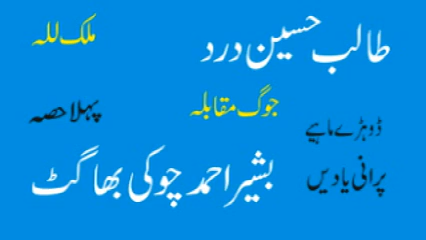 طالب حسین درد
ملک للہ
جوگ مقابلہ
پہلا حصہ
ڈوہڑے ماہیے
بشیر احمد چوکی بھاگٹ
پرانی یادیں